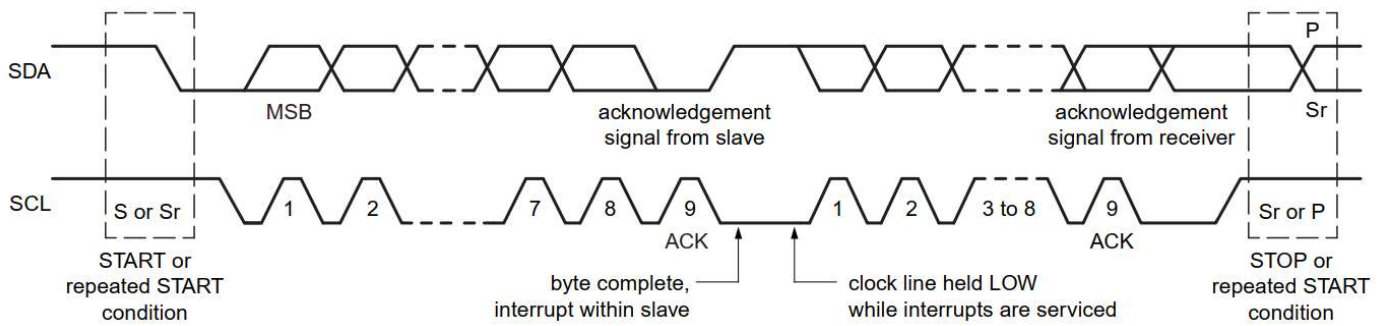 P
SDA
MSB
acknowledgement
signal from slave
acknowledgement
signal from receiver
Sr
SCL
S or Sr
1
2
7
8
9
1
2
3 to 8
9
Sr or P
ACK
ACK
START or
repeated START
condition
byte complete,
interrupt within slave
clock line held LOW
while interrupts are serviced
STOP or
repeated START
condition